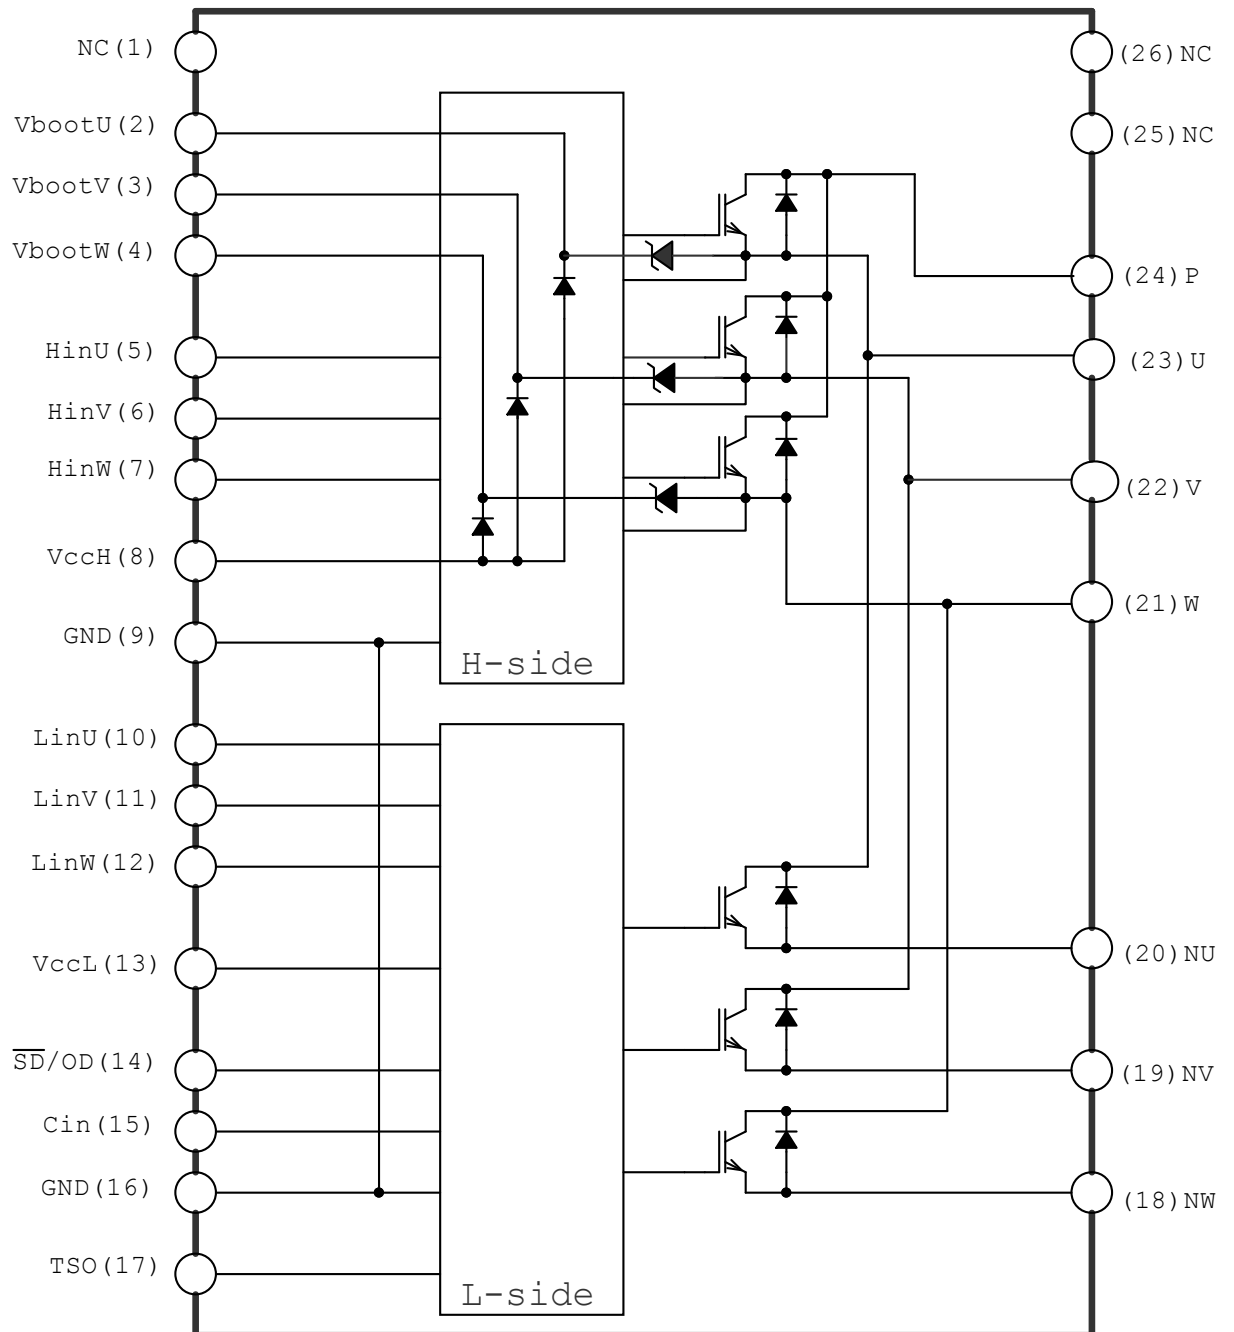 NC(1)
VbootU(2)
VbootV(3)
VbootW(4)
HinU(5)
HinV(6)
HinW(7)
VccH(8)
GND(9)
LinU(10)
LinV(11)
LinW(12)
VccL(13)
S̅D̅/OD(14)
Cin(15)
GND(16)
TSO(17)
H-side
L-side
(26)NC
(25)NC
(24)P
(23)U
(22)V
(21)W
(20)NU
(19)NV
(18)NW